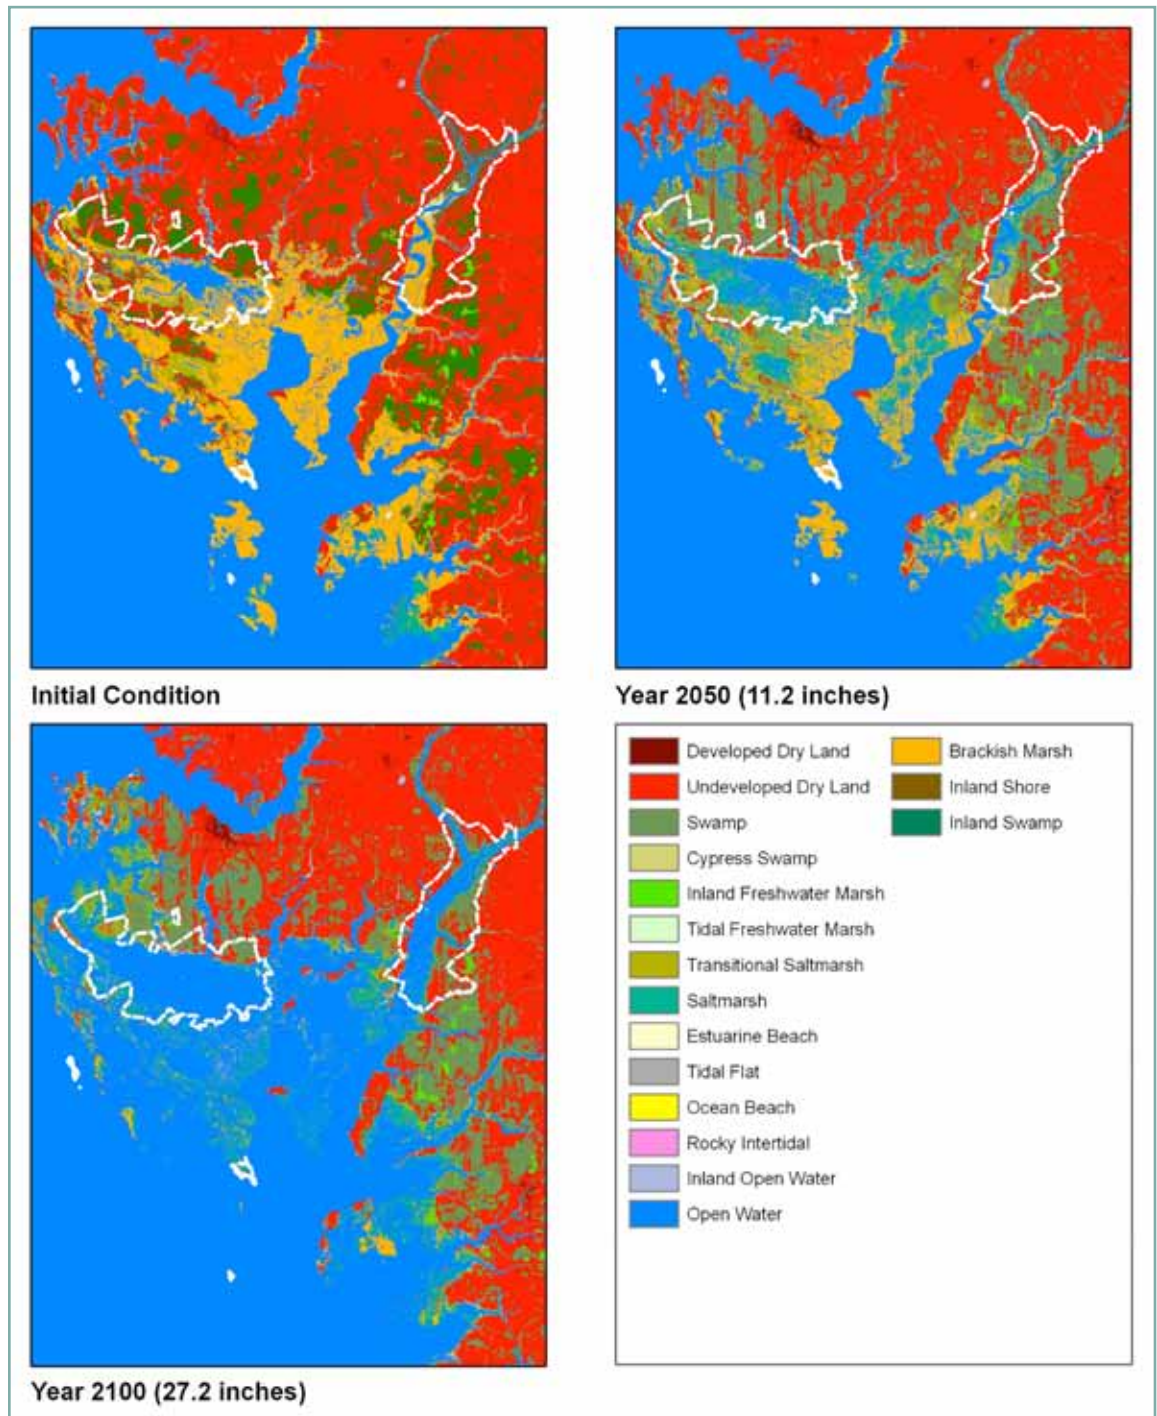 Initial Condition
Year 2050 (11.2 inches)
Developed Dry Land
Undeveloped Dry Land
Swamp
Cypress Swamp
Inland Freshwater Marsh
Tidal Freshwater Marsh
Transitional Saltmarsh
Saltmarsh
Estuarine Beach
Tidal Flat
Ocean Beach
Rocky Intertidal
Inland Open Water
Open Water
Brackish Marsh
Inland Shore
Inland Swamp
Year 2100 (27.2 inches)